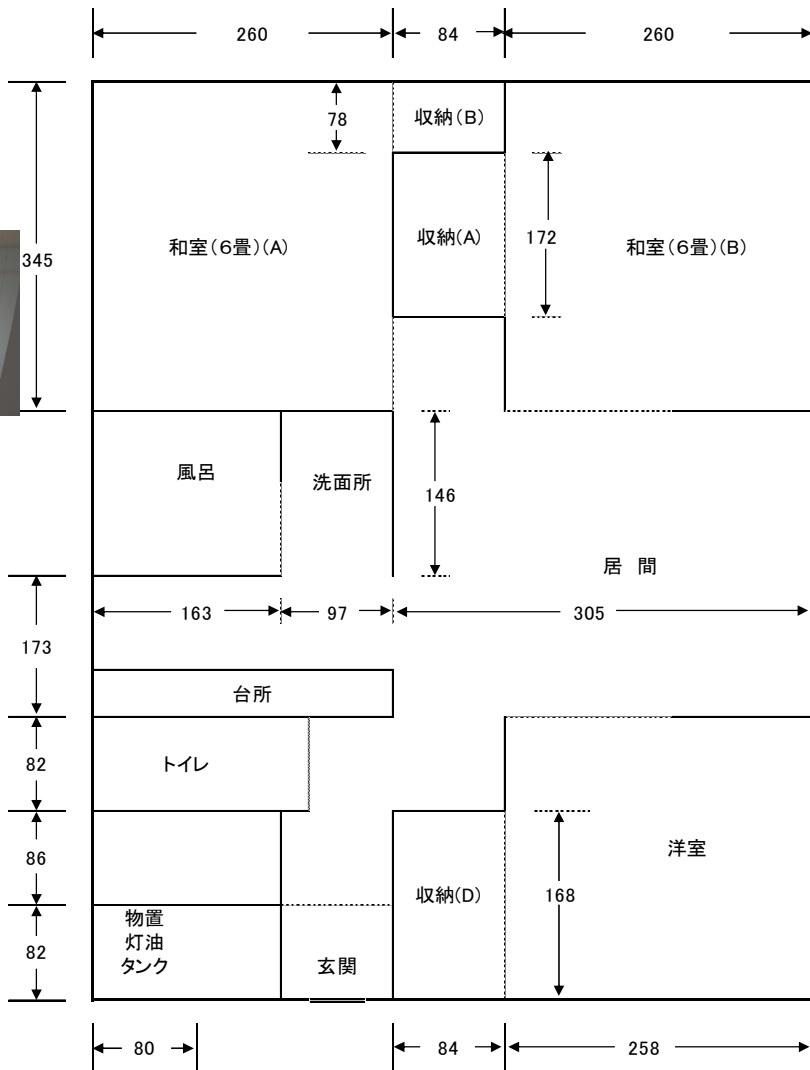 260
84
260
78
収納(B)
345
和室(6畳)(A)
収納(A)
172
和室(6畳)(B)
風呂
洗面所
146
居 間
163
97
305
173
台所
82
トイレ
86
洋室
収納(D)
168
82
物置
灯油
タンク
玄関
80
84
258